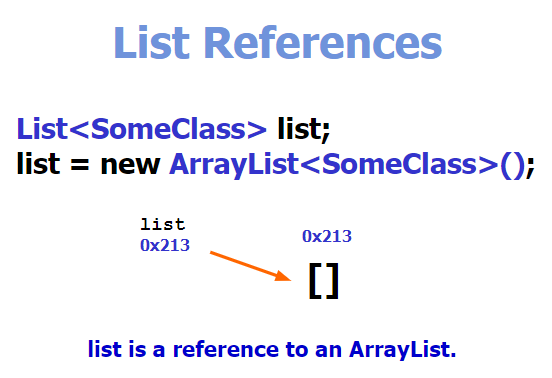 List References
List<SomeClass> list;
list = new ArrayList<SomeClass>();
list
0x213
0x213
[]
list is a reference to an ArrayList.